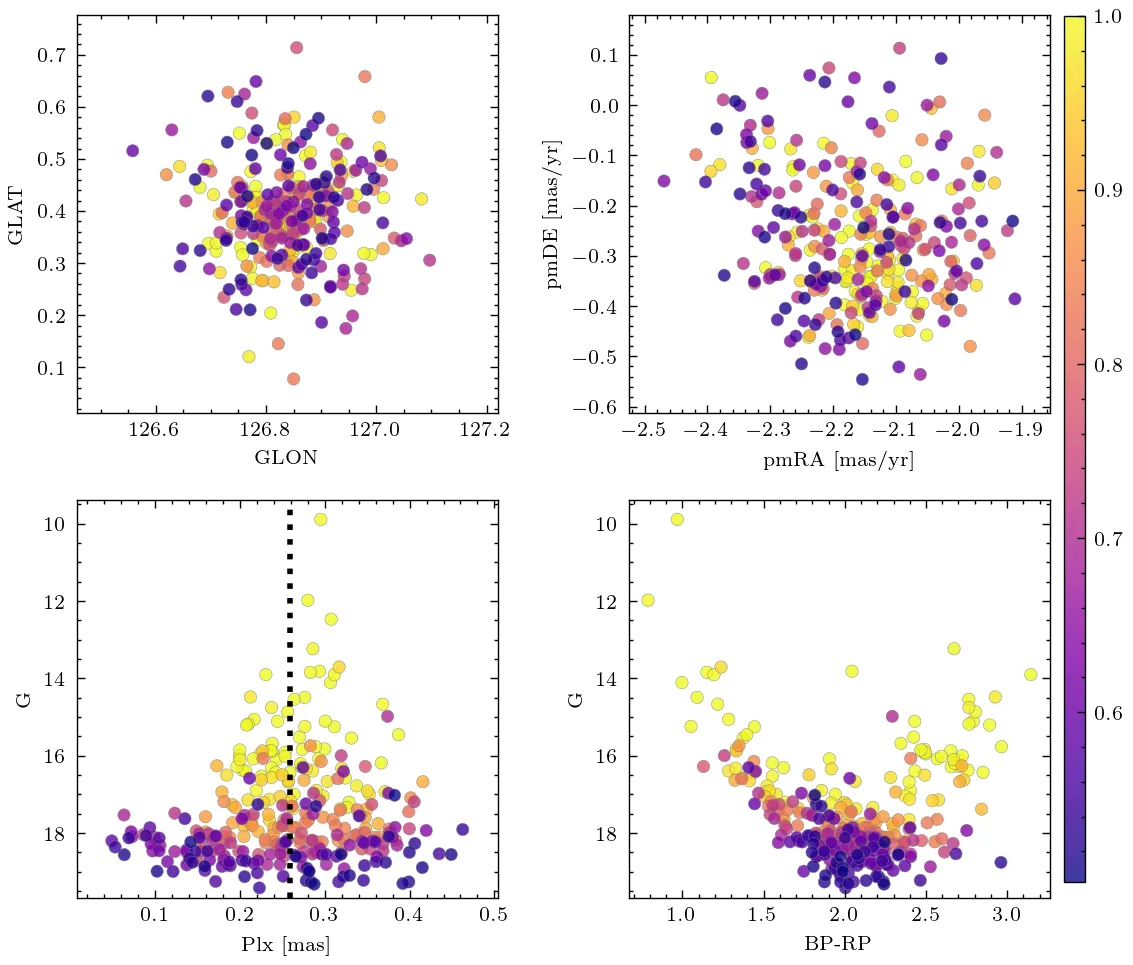 0.7
0.6
0.5
0.4
0.3
0.2
0.1
GLAT
126.6 126.8 127.0 127.2
GLON
0.1
0.0
−0.1
−0.2
−0.3
−0.4
−0.5
−0.6
pmDE [mas/yr]
−2.5 −2.4 −2.3 −2.2 −2.1 −2.0 −1.9
pmRA [mas/yr]
1.0
0.9
0.8
0.7
0.6
10
12
14
16
18
G
0.1 0.2 0.3 0.4 0.5
Plx [mas]
10
12
14
16
18
G
1.0 1.5 2.0 2.5 3.0
BP-RP